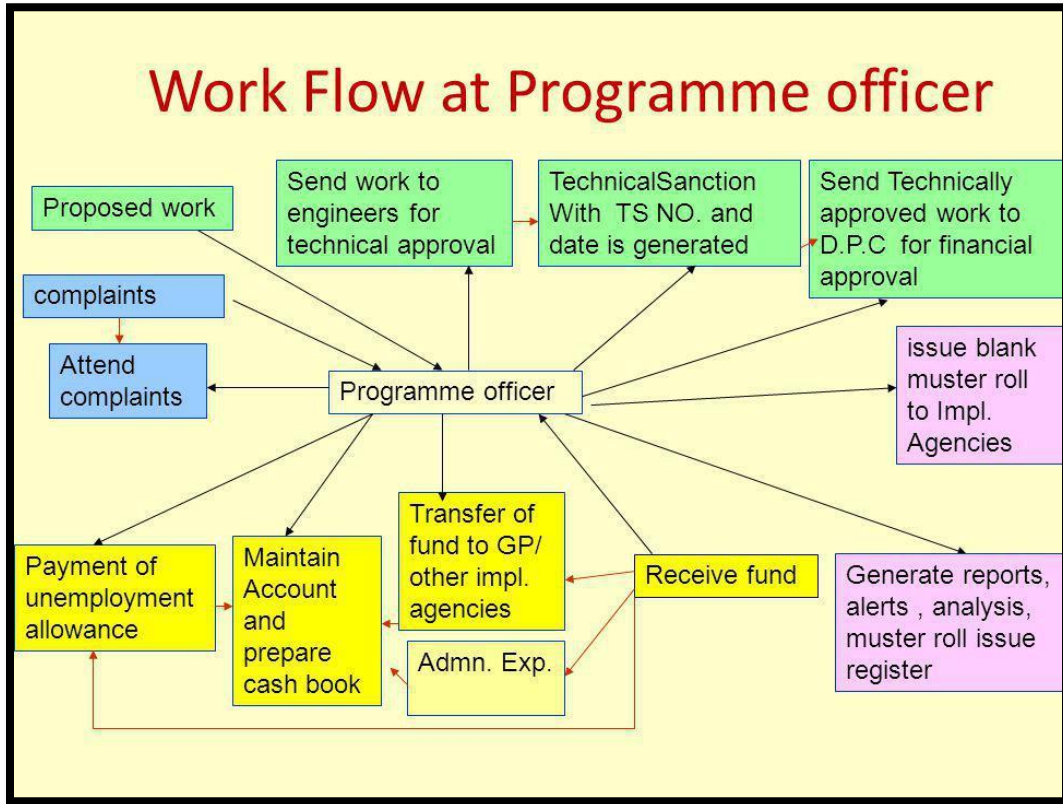 Work Flow at Programme officer
Proposed work
Send work to
engineers for
technical approval
TechnicalSanction
With TS NO. and
date is generated
Send Technically
approved work to
D.P.C for financial
approval
complaints
Attend
complaints
Programme officer
issue blank
muster roll
to Impl.
Agencies
Payment of
unemployment
allowance
Maintain
Account
and
prepare
cash book
Transfer of
fund to GP/
other impl.
agencies
Admn. Exp.
Receive fund
Generate reports,
alerts , analysis,
muster roll issue
register